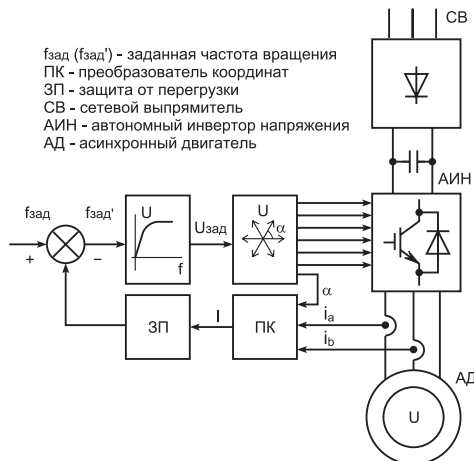 СВ
fзад (fзад') - заданная частота вращения
ПК - преобразователь координат
ЗП - защита от перегрузки
СВ - сетевой выпрямитель
АИН - автономный инвертор напряжения
АД - асинхронный двигатель
АИН
fзад
fзад'
U
f
Uзад
U
α
+
−
α
ЗП
I
ПК
ia
ib
АД
U